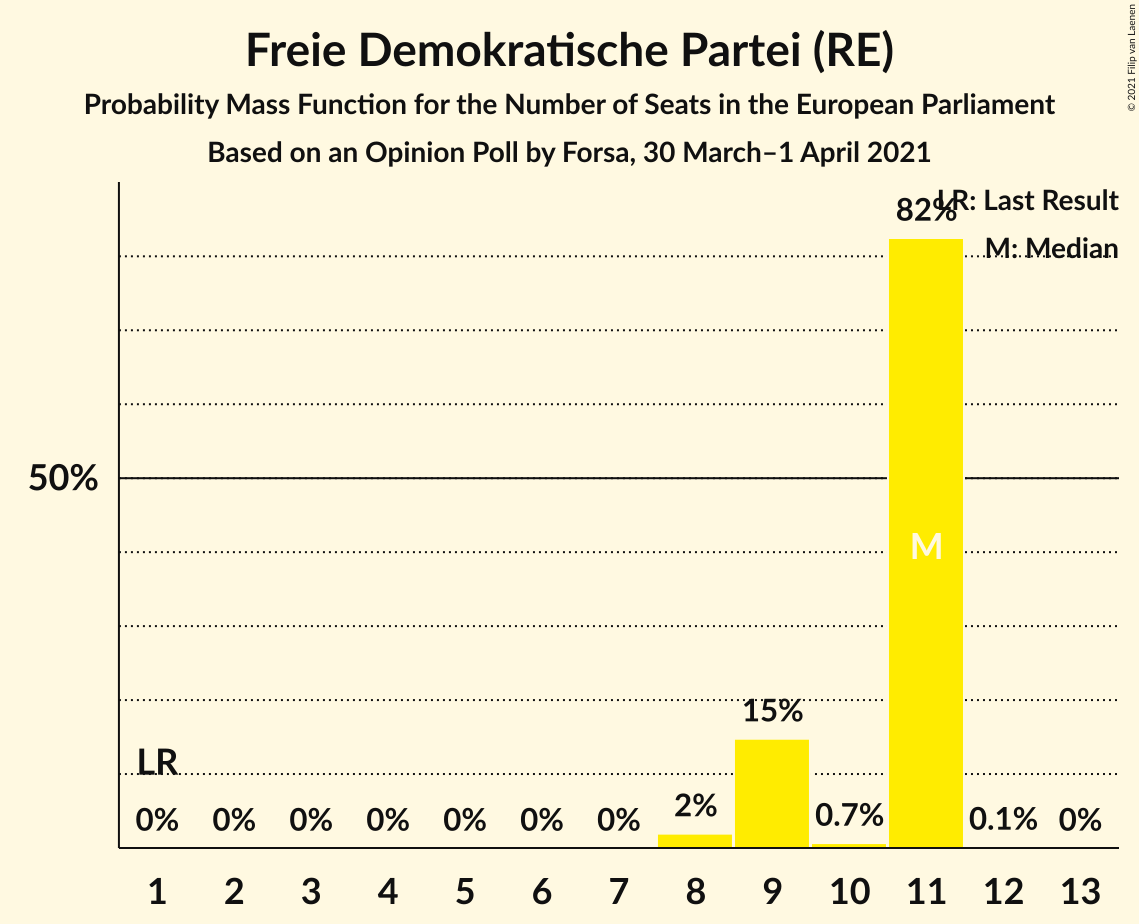 Freie Demokratische Partei (RE)
Probability Mass Function for the Number of Seats in the European Parliament
Based on an Opinion Poll by Forsa, 30 March–1 April 2021
© 2021 Filip van Laenen
LR: Last Result
M: Median
82%
50%
M
15%
LR
0% 0% 0% 0% 0% 0% 0% 2% 0.7% 0.1% 0%
1 2 3 4 5 6 7 8 9 10 11 12 13